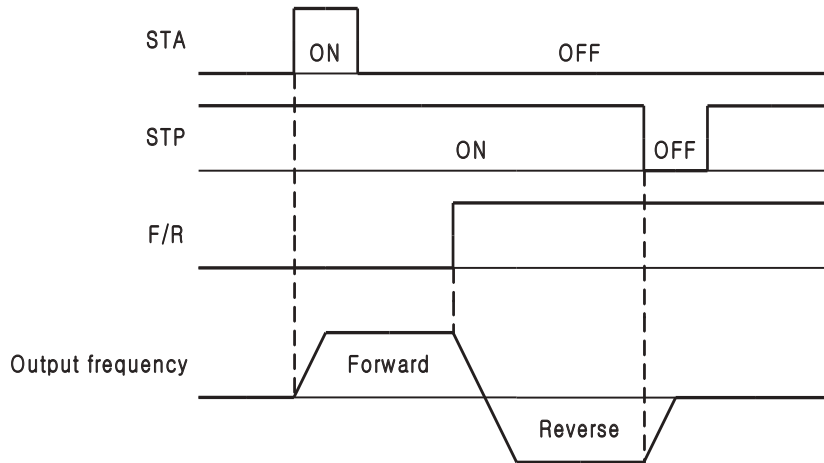 STA
ON
OFF
STP
ON
OFF
F/R
Output frequency
Forward
Reverse